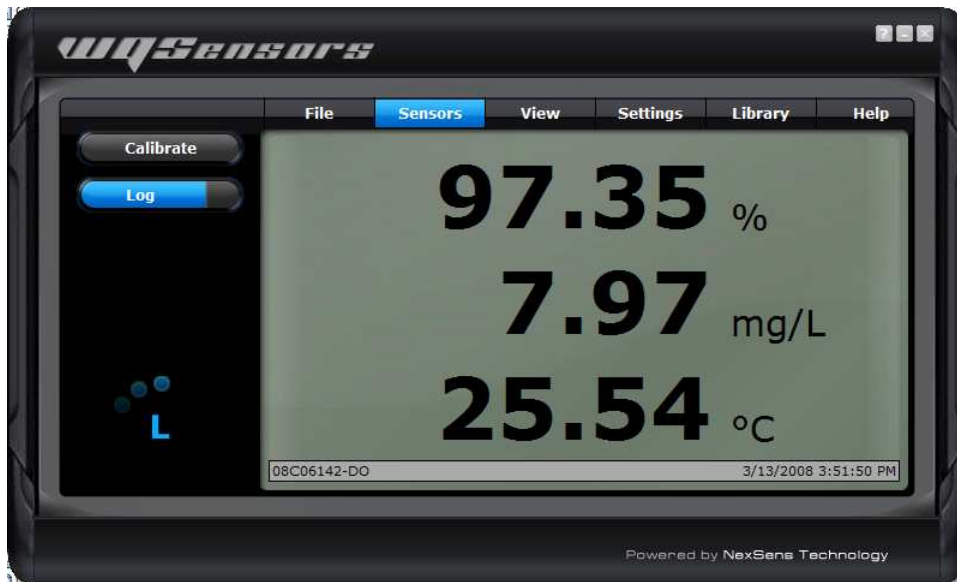 WQSensors
? - X
File Sensors View Settings Library Help
Calibrate
Log
97.35 %
7.97 mg/L
25.54 °C
L
08C06142-DO 3/13/2008 3:51:50 PM
Powered by NexSens Technology